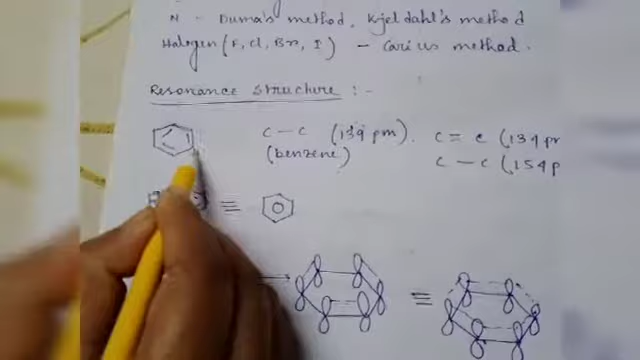 N - Duma's method, Kjeldahl's method
Halogen (F, Cl, Br, I) - Carius method.
Resonance Structure :-
C - C (139 pm). C = C (134 pm
(benzene) C - C (154 p
≡
→ ≡